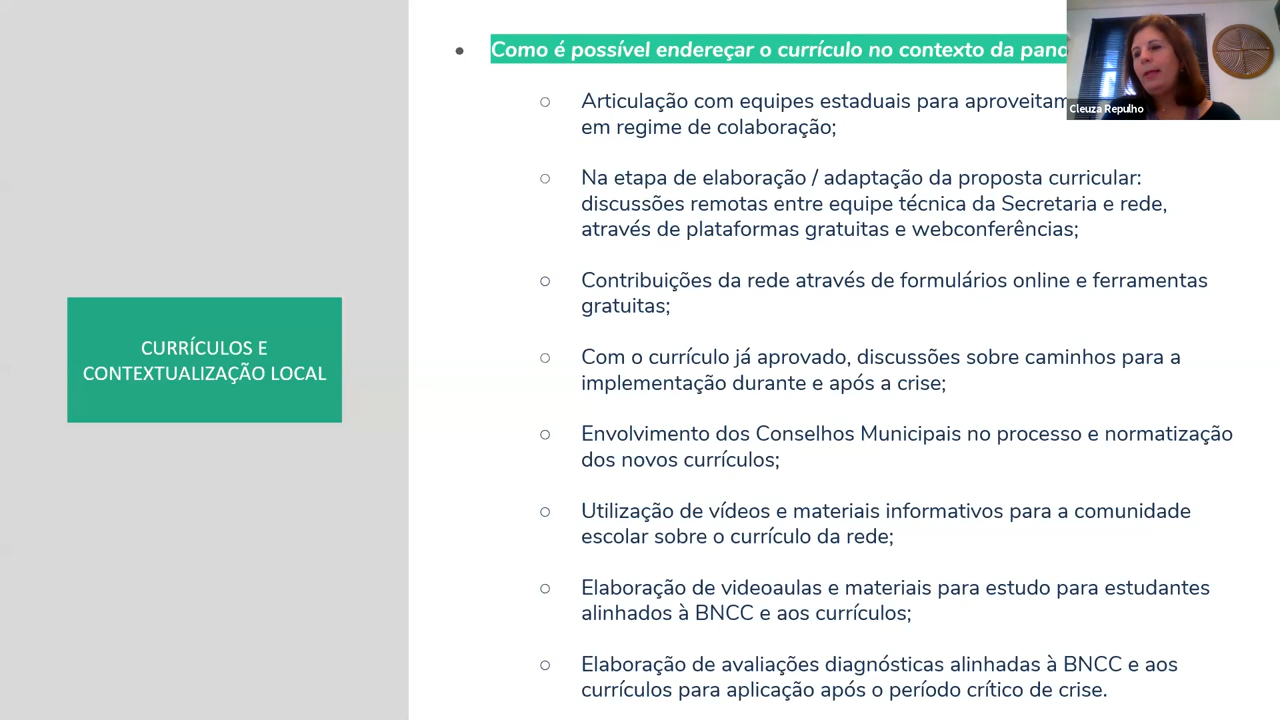 Como é possível endereçar o currículo no contexto da
Cleuza Repulho
Articulação com equipes estaduais para
em regime de colaboração;
Na etapa de elaboração / adaptação da proposta curricular:
discussões remotas entre equipe técnica da Secretaria e rede,
através de plataformas gratuitas e webconferências;
Contribuições da rede através de formulários online e ferramentas
gratuitas;
CURRÍCULOS E
CONTEXTUALIZAÇÃO LOCAL
Com o currículo já aprovado, discussões sobre caminhos para a
implementação durante e após a crise;
Envolvimento dos Conselhos Municipais no processo e normatização
dos novos currículos;
Utilização de vídeos e materiais informativos para a comunidade
escolar sobre o currículo da rede;
Elaboração de videoaulas e materiais para estudo para estudantes
alinhados à BNCC e aos currículos;
Elaboração de avaliações diagnósticas alinhadas à BNCC e aos
currículos para aplicação após o período crítico de crise.